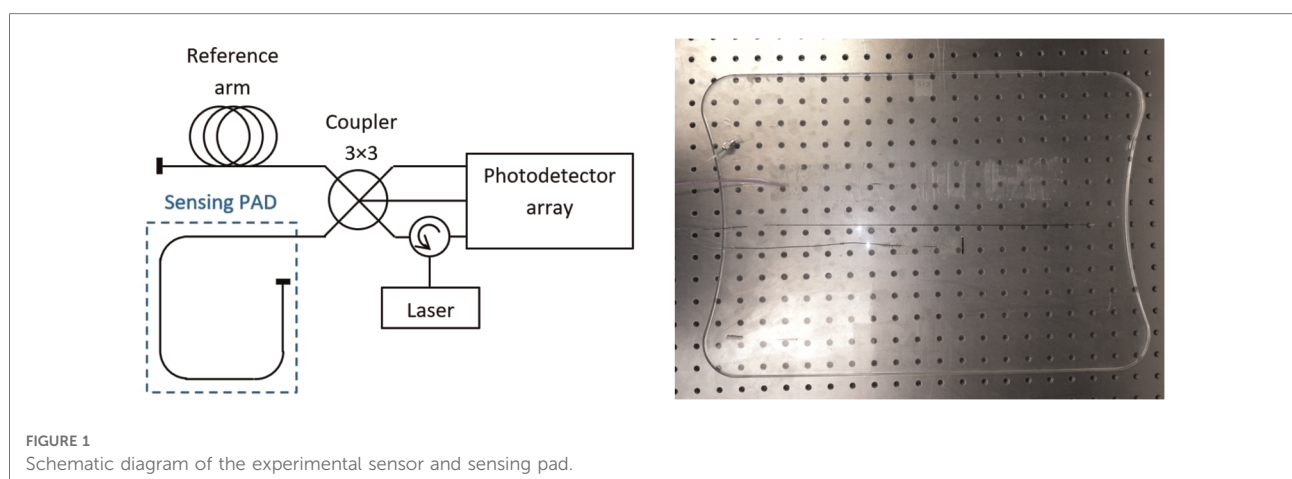 Reference
arm
Coupler
3×3
Photodetector
array
Sensing PAD
Laser
FIGURE 1
Schematic diagram of the experimental sensor and sensing pad.